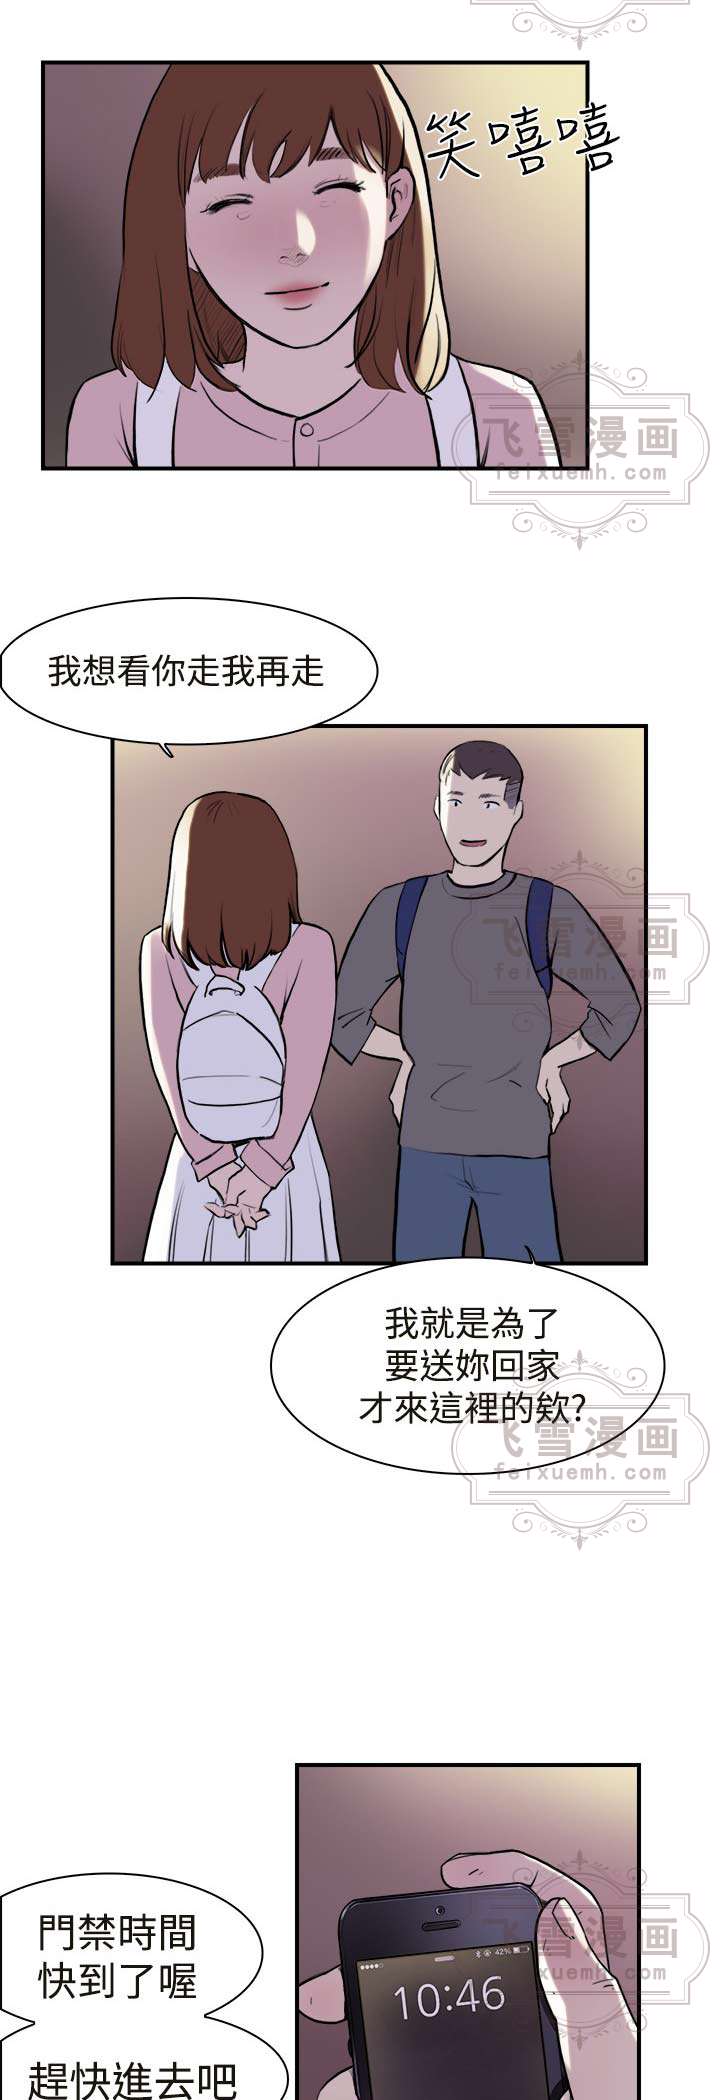 笑嘻嘻
飞雪漫画
feixuemh.com
我想看你走我再走
飞雪漫画
feixuemh.com
我就是為了
要送妳回家
才來這裡的欸?
飞雪漫画
feixuemh.com
門禁時間
快到了喔
飞雪漫画
feixuemh.com
42%
10:46
趕快進去吧